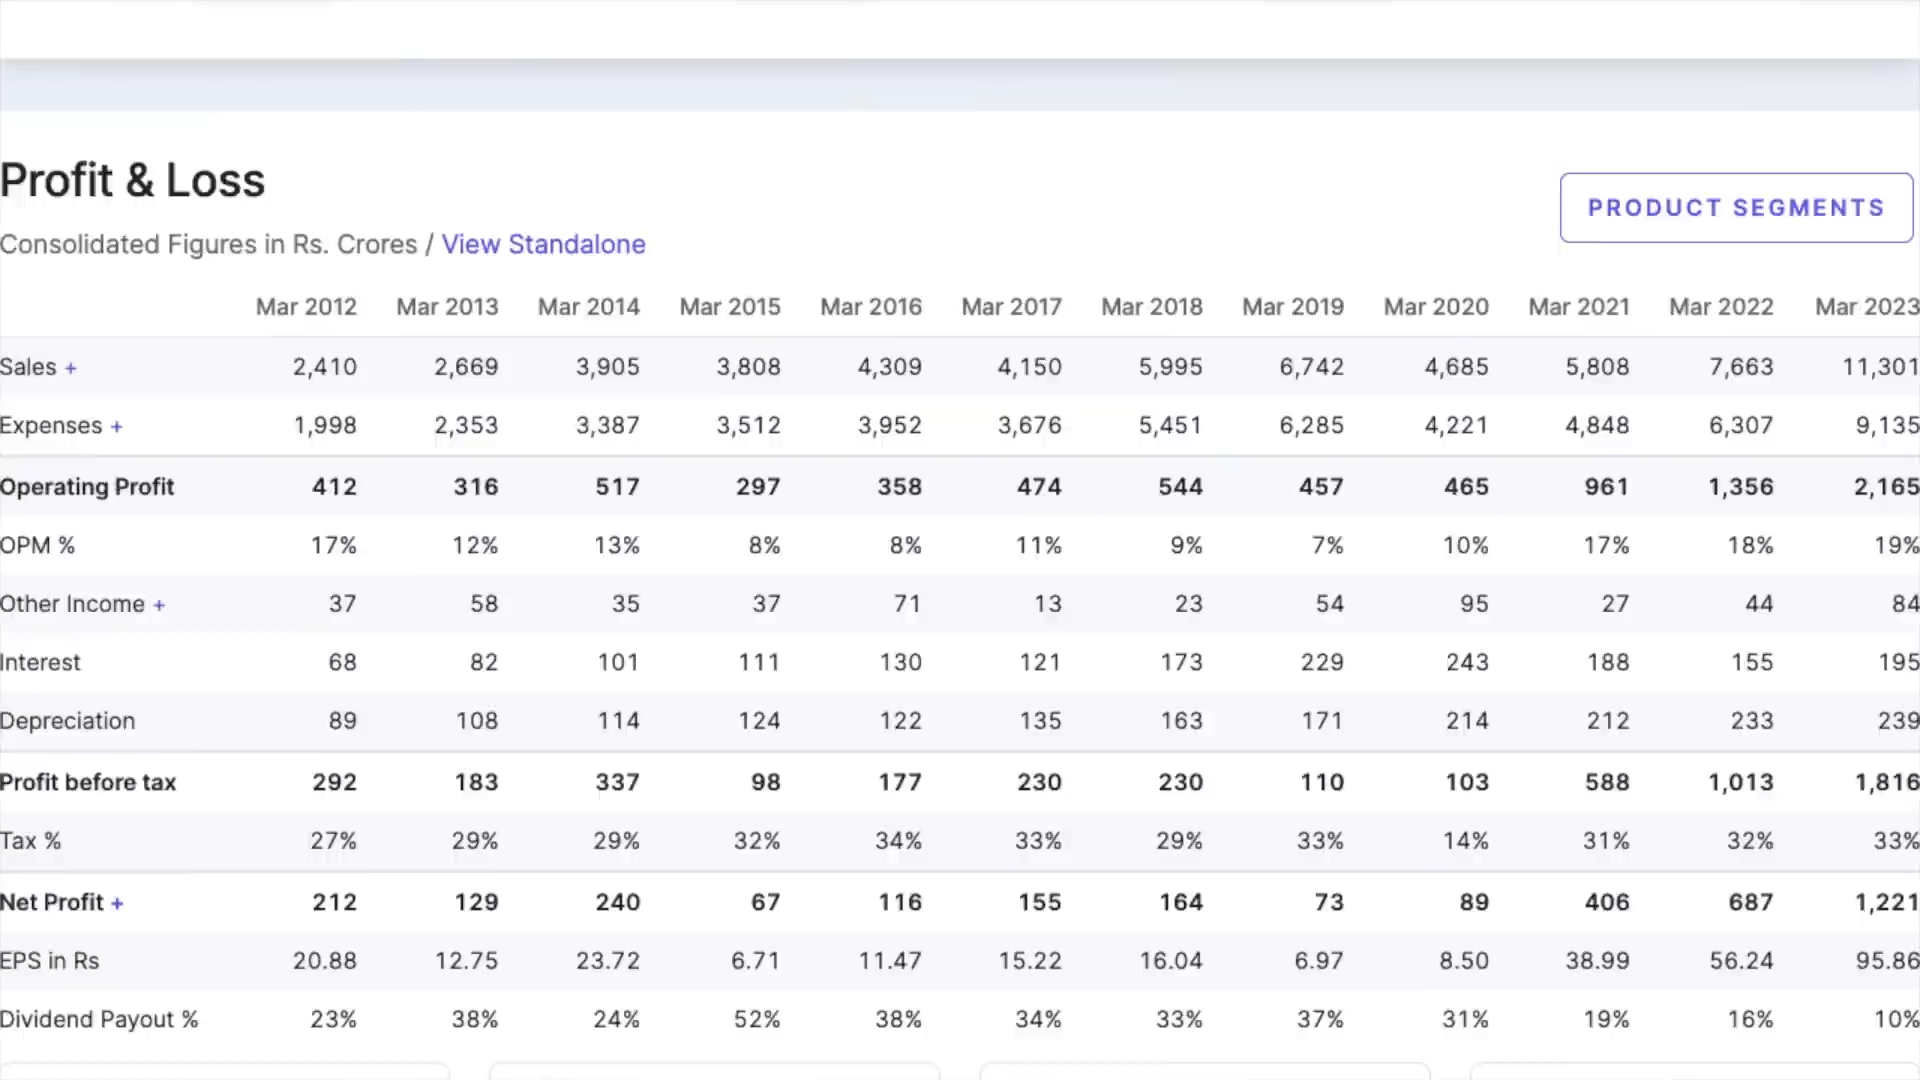 Profit & Loss
PRODUCT SEGMENTS
Consolidated Figures in Rs. Crores / View Standalone
Mar 2012 Mar 2013 Mar 2014 Mar 2015 Mar 2016 Mar 2017 Mar 2018 Mar 2019 Mar 2020 Mar 2021 Mar 2022 Mar 2023
Sales + 2,410 2,669 3,905 3,808 4,309 4,150 5,995 6,742 4,685 5,808 7,663 11,301
Expenses + 1,998 2,353 3,387 3,512 3,952 3,676 5,451 6,285 4,221 4,848 6,307 9,135
Operating Profit 412 316 517 297 358 474 544 457 465 961 1,356 2,165
OPM % 17% 12% 13% 8% 8% 11% 9% 7% 10% 17% 18% 19%
Other Income + 37 58 35 37 71 13 23 54 95 27 44 84
Interest 68 82 101 111 130 121 173 229 243 188 155 195
Depreciation 89 108 114 124 122 135 163 171 214 212 233 239
Profit before tax 292 183 337 98 177 230 230 110 103 588 1,013 1,816
Tax % 27% 29% 29% 32% 34% 33% 29% 33% 14% 31% 32% 33%
Net Profit + 212 129 240 67 116 155 164 73 89 406 687 1,221
EPS in Rs 20.88 12.75 23.72 6.71 11.47 15.22 16.04 6.97 8.50 38.99 56.24 95.86
Dividend Payout % 23% 38% 24% 52% 38% 34% 33% 37% 31% 19% 16% 10%